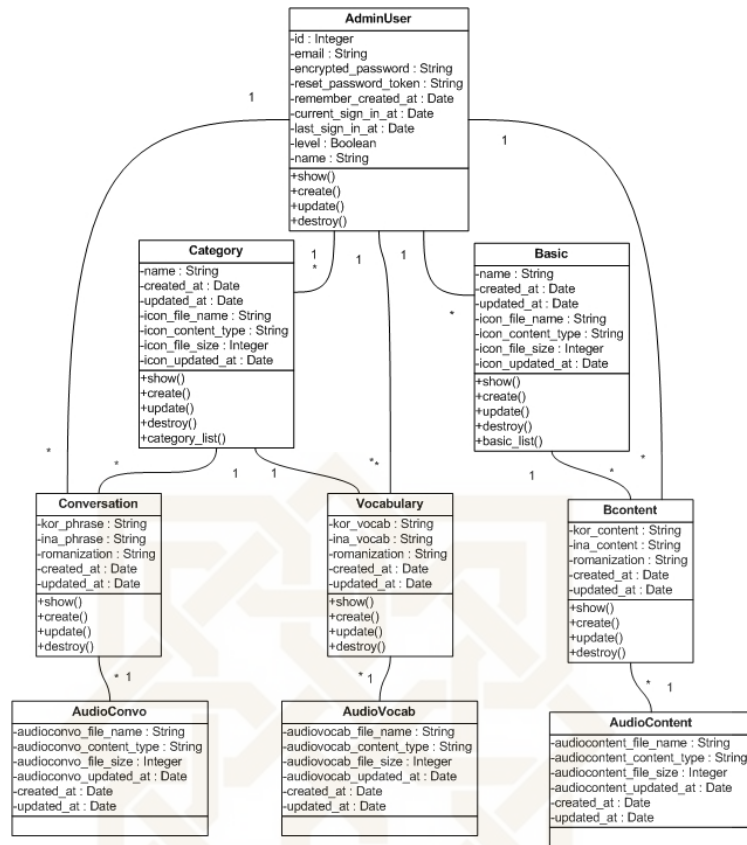 AdminUser
-id : Integer
-email : String
-encrypted_password : String
-reset_password_token : String
-remember_created_at : Date
-current_sign_in_at : Date
-last_sign_in_at : Date
-level : Boolean
-name : String
+show()
+create()
+update()
+destroy()
1
1
1
*
1
1
*
Category
-name : String
-created_at : Date
-updated_at : Date
-icon_file_name : String
-icon_content_type : String
-icon_file_size : Integer
-icon_updated_at : Date
+show()
+create()
+update()
+destroy()
+category_list()
Basic
-name : String
-created_at : Date
-updated_at : Date
-icon_file_name : String
-icon_content_type : String
-icon_file_size : Integer
-icon_updated_at : Date
+show()
+create()
+update()
+destroy()
+basic_list()
*
*
1
1
**
1
*
*
Conversation
-kor_phrase : String
-ina_phrase : String
-romanization : String
-created_at : Date
-updated_at : Date
+show()
+create()
+update()
+destroy()
Vocabulary
-kor_vocab : String
-ina_vocab : String
-romanization : String
-created_at : Date
-updated_at : Date
+show()
+create()
+update()
+destroy()
Bcontent
-kor_content : String
-ina_content : String
-romanization : String
-created_at : Date
-updated_at : Date
+show()
+create()
+update()
+destroy()
* 1
* 1
* 1
AudioConvo
-audioconvo_file_name : String
-audioconvo_content_type : String
-audioconvo_file_size : Integer
-audioconvo_updated_at : Date
-created_at : Date
-updated_at : Date
AudioVocab
-audiovocab_file_name : String
-audiovocab_content_type : String
-audiovocab_file_size : Integer
-audiovocab_updated_at : Date
-created_at : Date
-updated_at : Date
AudioContent
-audiocontent_file_name : String
-audiocontent_content_type : String
-audiocontent_file_size : Integer
-audiocontent_updated_at : Date
-created_at : Date
-updated_at : Date